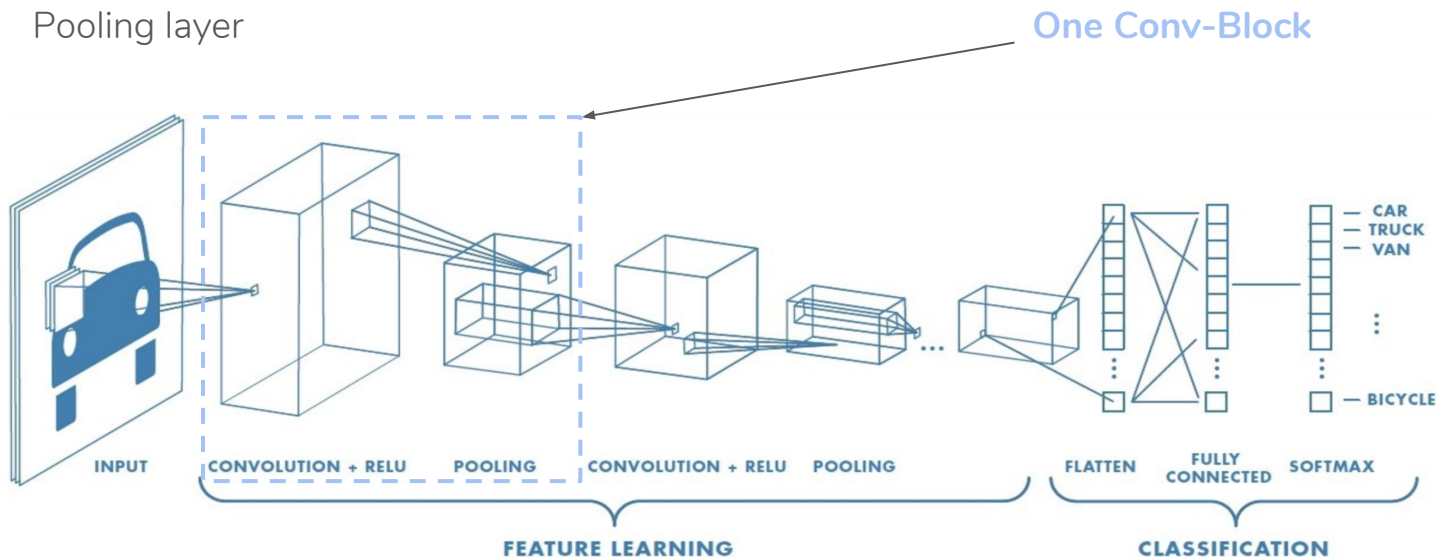 Pooling layer
One Conv-Block
CAR
TRUCK
VAN
BICYCLE
INPUT
CONVOLUTION + RELU
POOLING
CONVOLUTION + RELU
POOLING
...
FLATTEN
FULLY
CONNECTED
SOFTMAX
FEATURE LEARNING
CLASSIFICATION